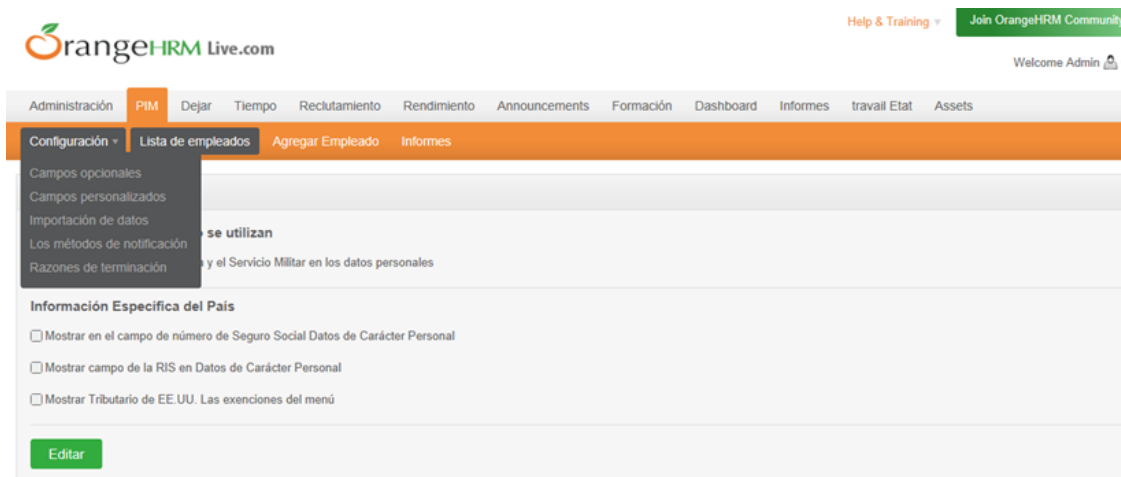 Help & Training
Join OrangeHRM Community
OrangeHRM Live.com
Welcome Admin
Administración PIM Dejar Tiempo Reclutamiento Rendimiento Announcements Formación Dashboard Informes travail Etat Assets
Configuración Lista de empleados Agregar Empleado Informes
Campos opcionales
Campos personalizados
Importación de datos
se utilizan
Los métodos de notificación
y el Servicio Militar en los datos personales
Razones de terminación
Información Específica del País
Mostrar en el campo de número de Seguro Social Datos de Carácter Personal
Mostrar campo de la RIS en Datos de Carácter Personal
Mostrar Tributario de EE.UU. Las exenciones del menú
Editar